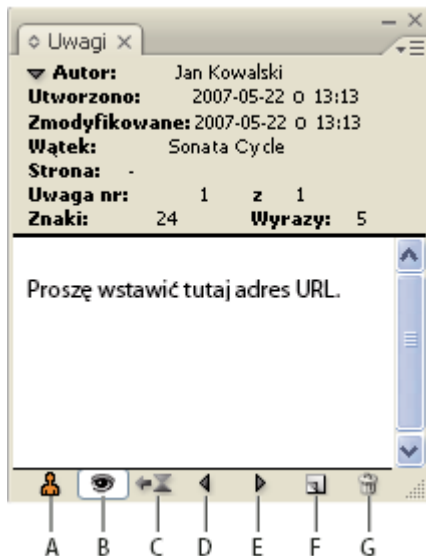 Uwagi
Autor: Jan Kowalski
Utworzono: 2007-05-22 o 13:13
Zmodyfikowane: 2007-05-22 o 13:13
Wątek: Sonata Cycle
Strona: -
Uwaga nr: 1 z 1
Znaki: 24 Wyrazy: 5
Proszę wstawić tutaj adres URL.
A B C D E F G